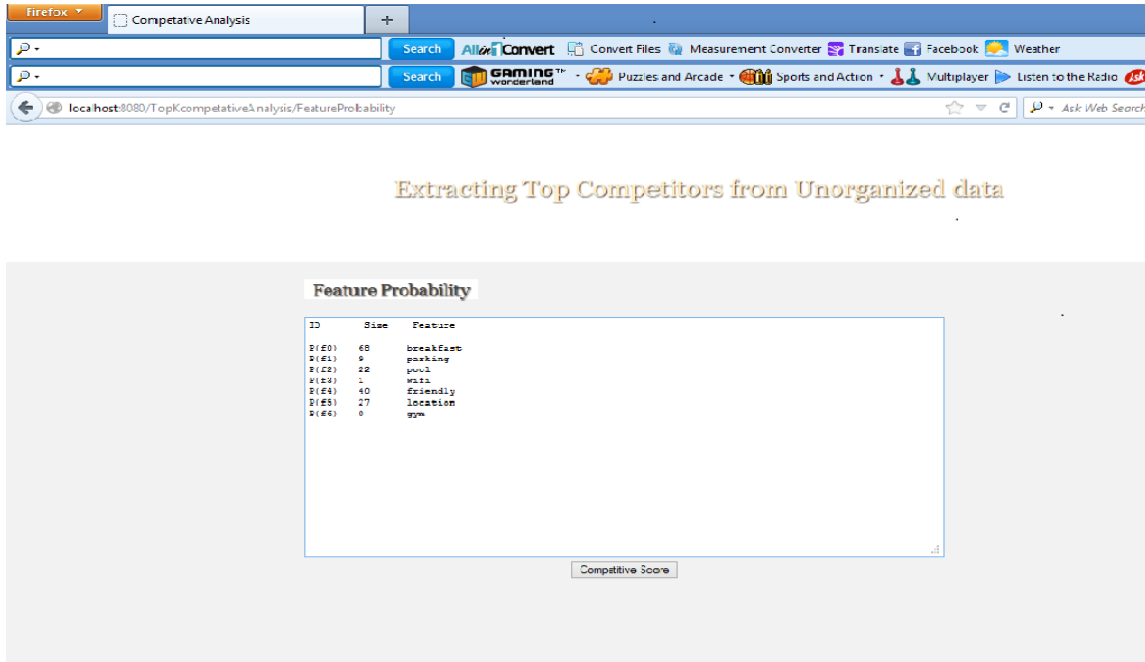 Firefox
Competative Analysis
+
Search AllinConvert Convert Files Measurement Converter Translate Facebook Weather
Search GAMING wonderland™ Puzzles and Arcade Sports and Action Multiplayer Listen to the Radio Ask
localhost:8080/TopKcompetativeAnalysis/FeatureProbability Ask Web Search
Extracting Top Competitors from Unorganized data
Feature Probability
ID Size Feature
P(f0) 68 breakfast
P(f1) 9 parking
P(f2) 22 pool
P(f3) 1 wifi
P(f4) 40 friendly
P(f5) 27 location
P(f6) 0 gym
Competitive Score